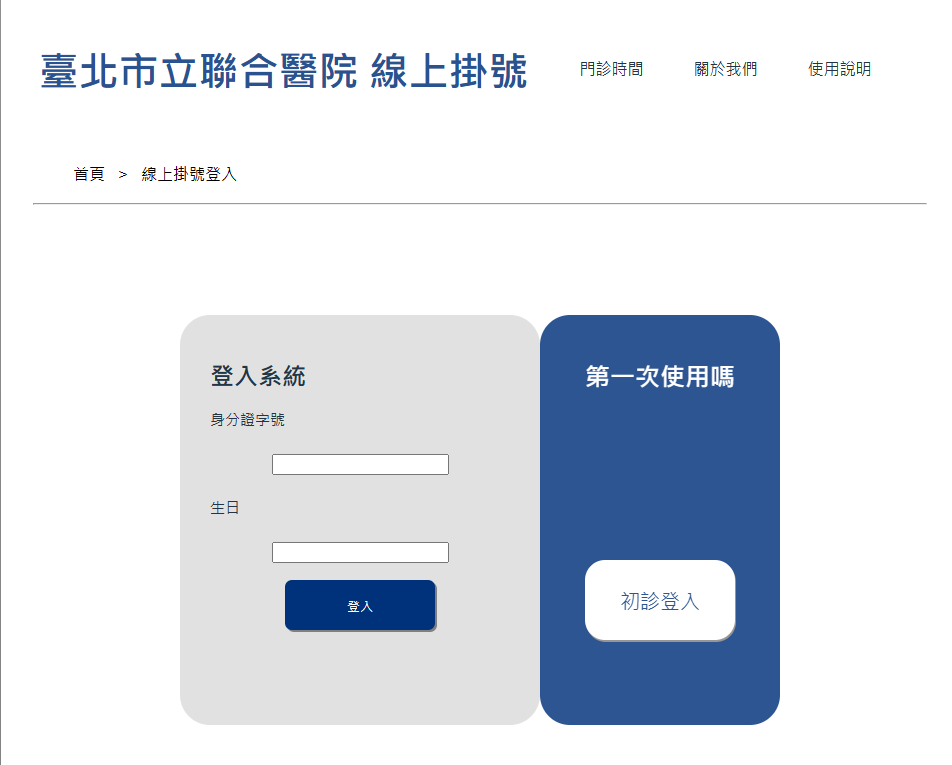 臺北市立聯合醫院 線上掛號
門診時間 關於我們 使用說明
首頁 > 線上掛號登入
登入系統
身分證字號
生日
登入
第一次使用嗎
初診登入